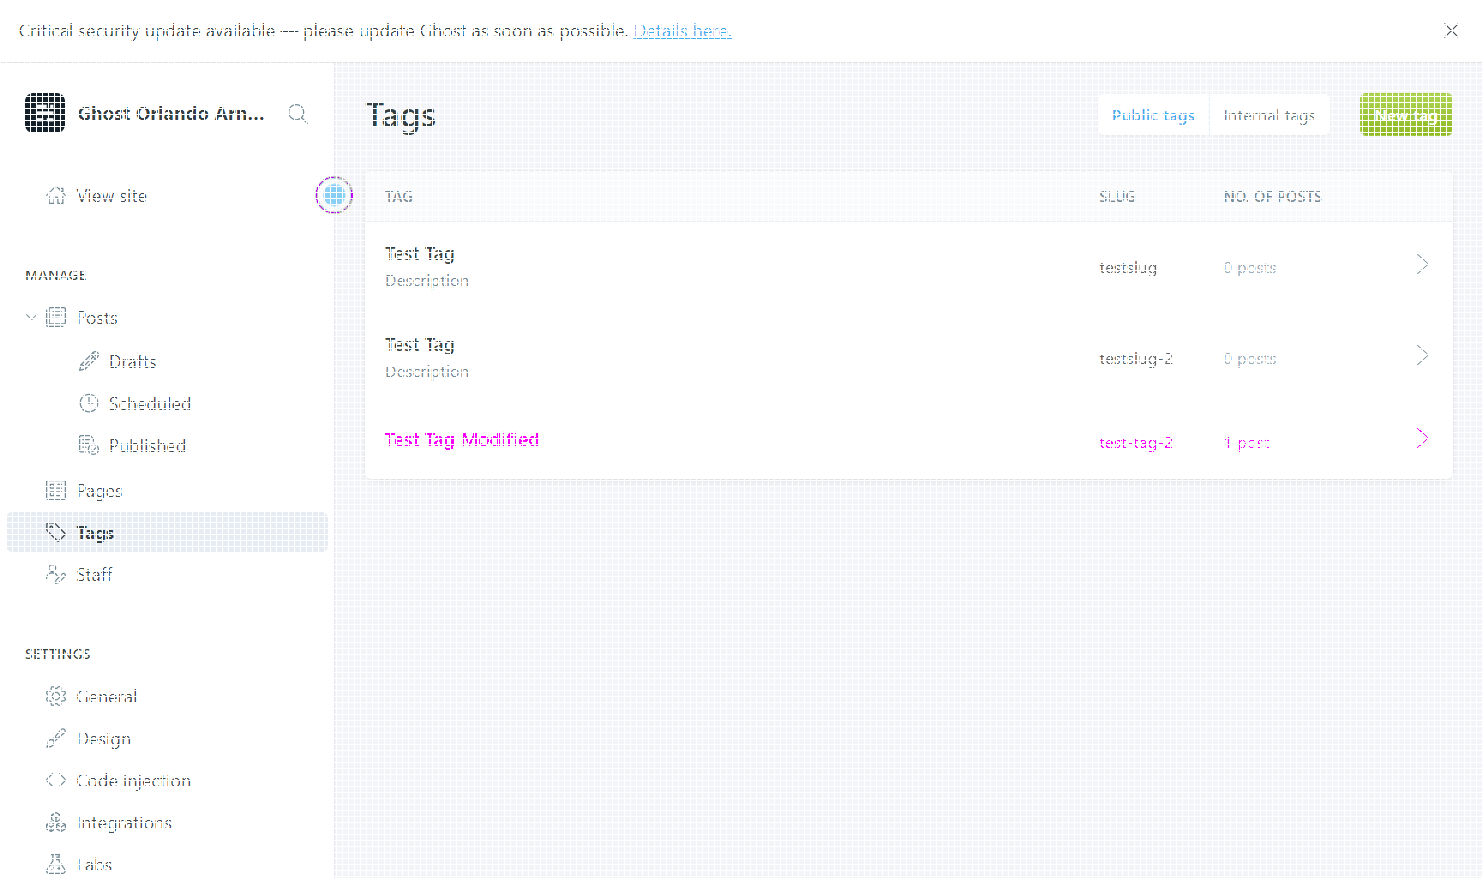 Critical security update available — please update Ghost as soon as possible. Details here.
Ghost Orlando Arn...
View site
MANAGE
Posts
Drafts
Scheduled
Published
Pages
Tags
Staff
SETTINGS
General
Design
Code injection
Integrations
Labs
Tags
Public tags
Internal tags
New tag
TAG SLUG NO. OF POSTS
Test Tag
Description
testslug
0 posts
Test Tag
Description
testslug-2
0 posts
Test Tag Modified
test-tag-2
1 post